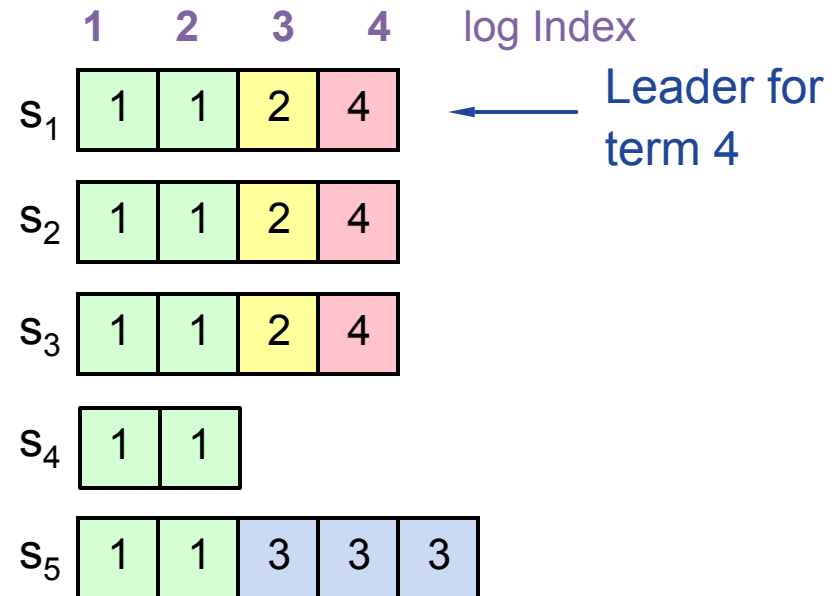 1 2 3 4 log Index
s1 1 1 2 4 Leader for
term 4
s2 1 1 2 4
s3 1 1 2 4
s4 1 1
s5 1 1 3 3 3